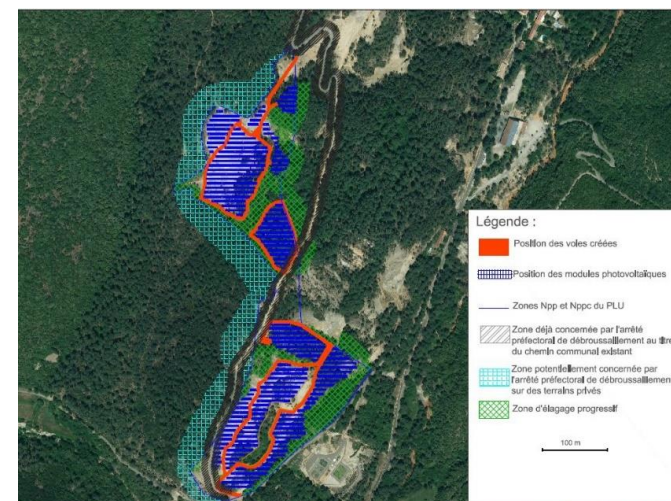 Légende :
Position des voies créées
Position des modules photovoltaïques
Zones Npp et Nppc du PLU
Zone déjà concernée par l'arrêté
préfectoral de débroussaillement au titre
du chemin communal existant
Zone potentiellement concernée par
l'arrêté préfectoral de débroussaillement
sur des terrains privés
Zone d'élagage progressif
100 m